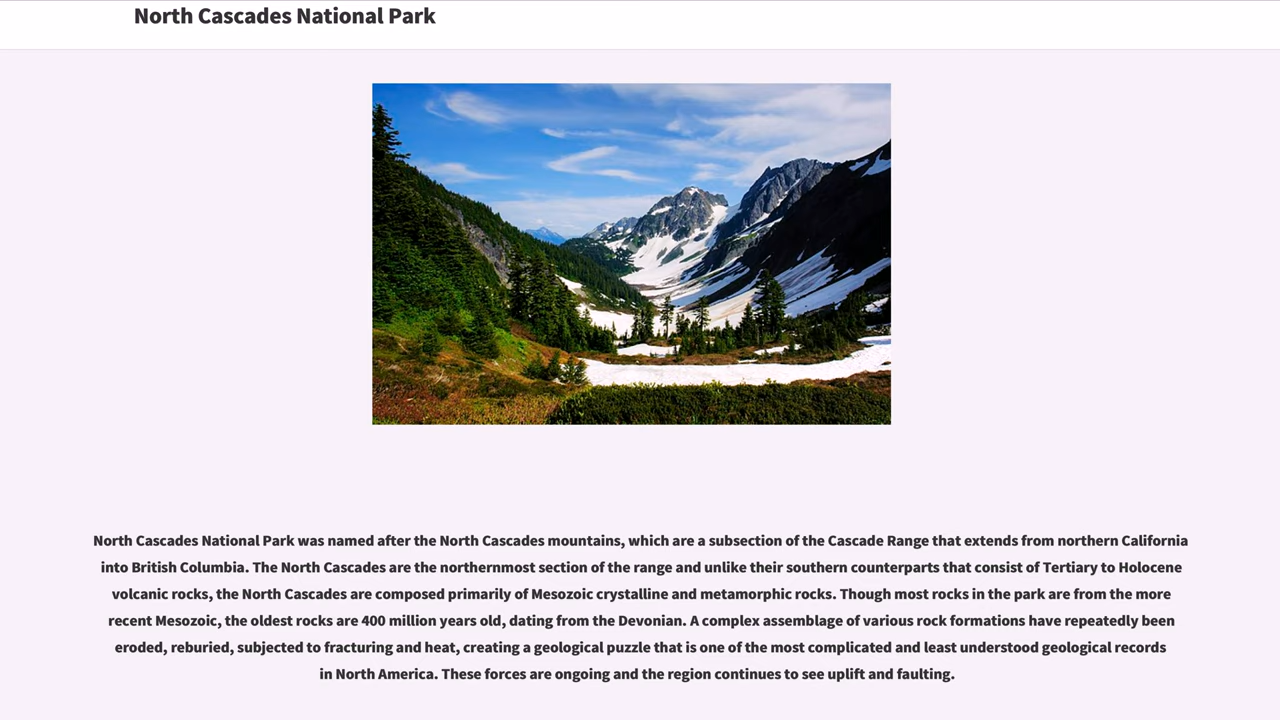 North Cascades National Park
North Cascades National Park was named after the North Cascades mountains, which are a subsection of the Cascade Range that extends from northern California
into British Columbia. The North Cascades are the northernmost section of the range and unlike their southern counterparts that consist of Tertiary to Holocene
volcanic rocks, the North Cascades are composed primarily of Mesozoic crystalline and metamorphic rocks. Though most rocks in the park are from the more
recent Mesozoic, the oldest rocks are 400 million years old, dating from the Devonian. A complex assemblage of various rock formations have repeatedly been
eroded, reburied, subjected to fracturing and heat, creating a geological puzzle that is one of the most complicated and least understood geological records
in North America. These forces are ongoing and the region continues to see uplift and faulting.